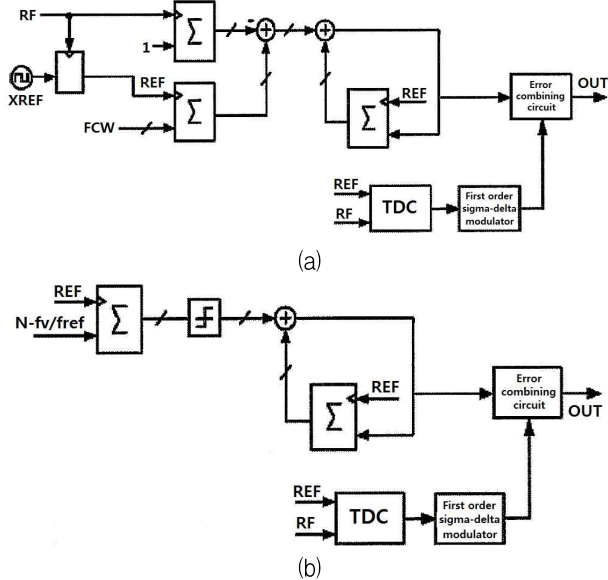 RF
1
Σ
XREF
REF
FCW
Σ
Σ
REF
Error
combining
circuit
OUT
REF
RF
TDC
First order
sigma-delta
modulator
(a)
REF
N-fv/fref
Σ
Σ
REF
Error
combining
circuit
OUT
REF
RF
TDC
First order
sigma-delta
modulator
(b)